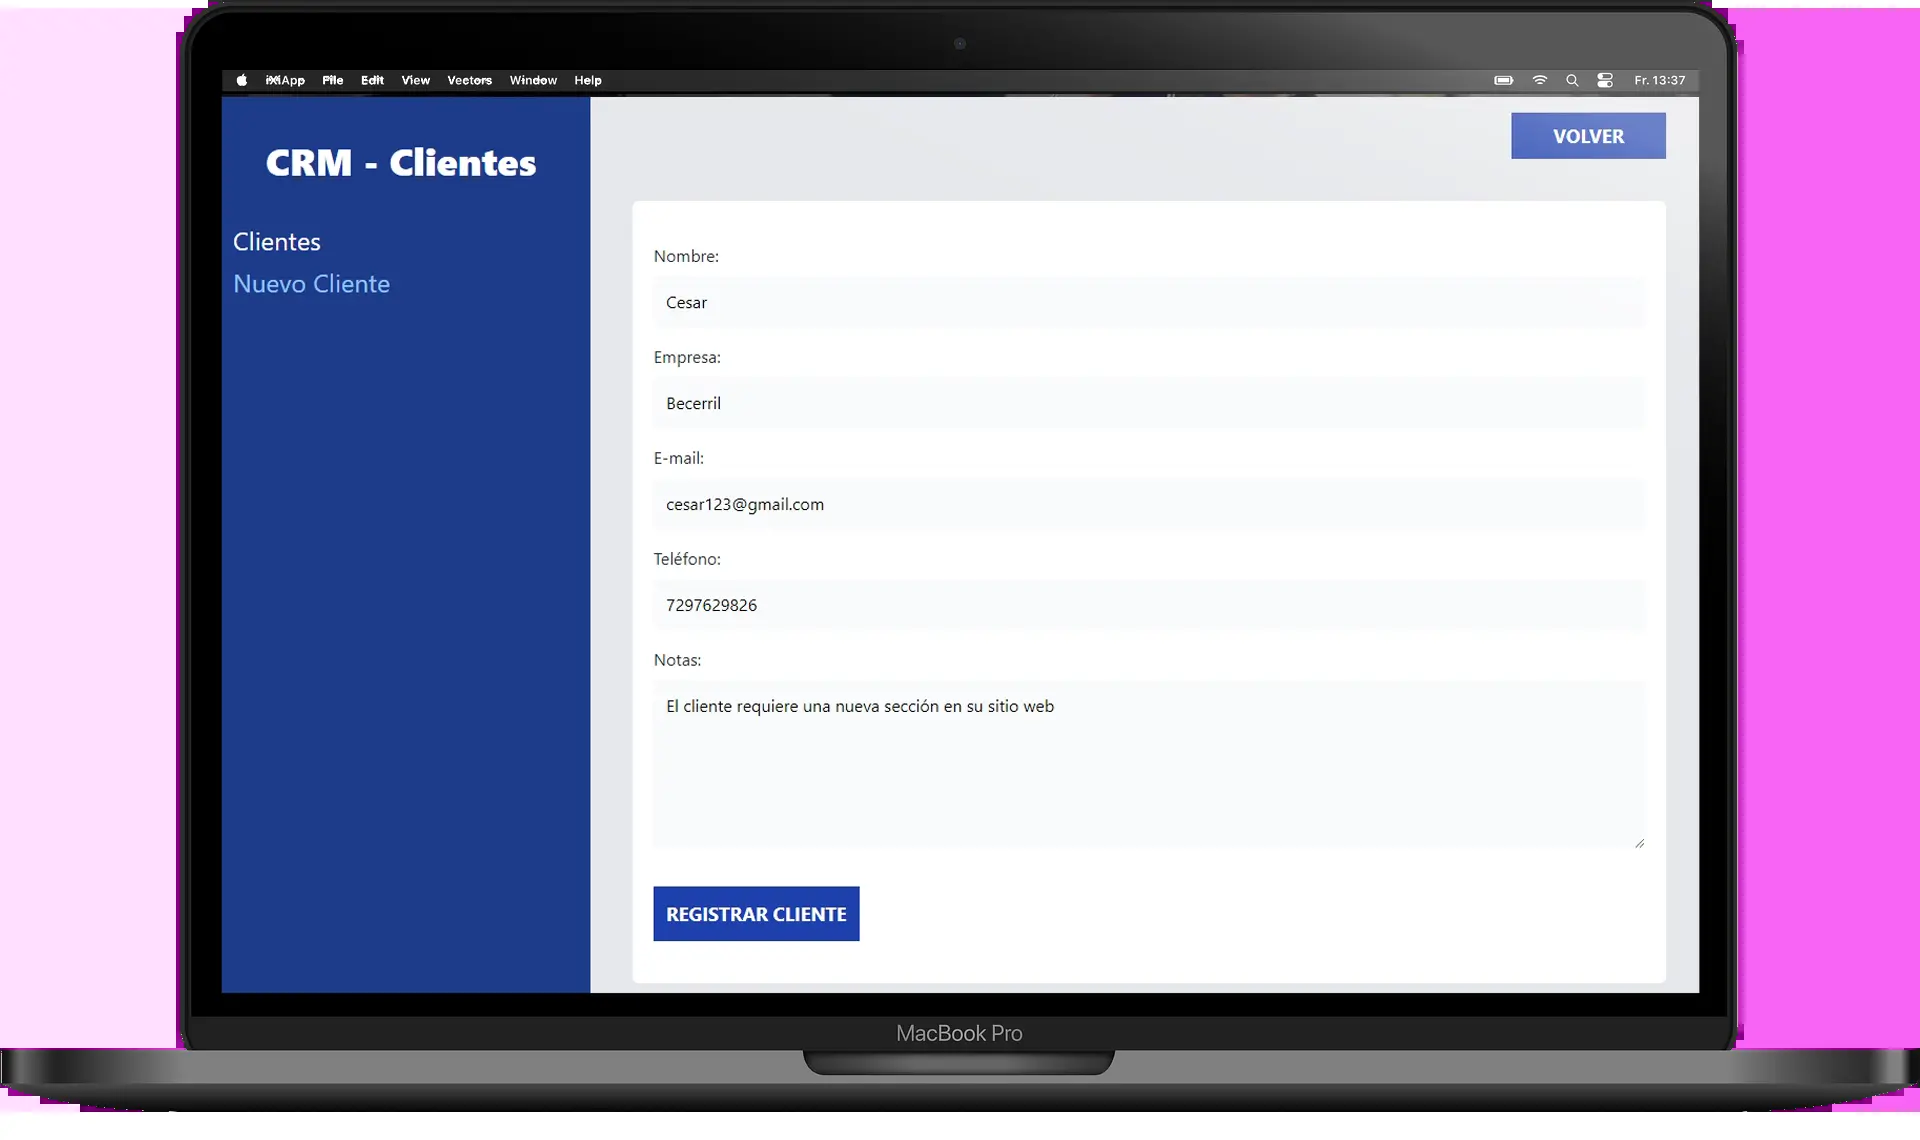 File Edit View Vectors Window Help Fr. 13:37
CRM - Clientes
VOLVER
Clientes
Nuevo Cliente
Nombre:
Cesar
Empresa:
Becerril
E-mail:
cesar123@gmail.com
Teléfono:
7297629826
Notas:
El cliente requiere una nueva sección en su sitio web
REGISTRAR CLIENTE
MacBook Pro